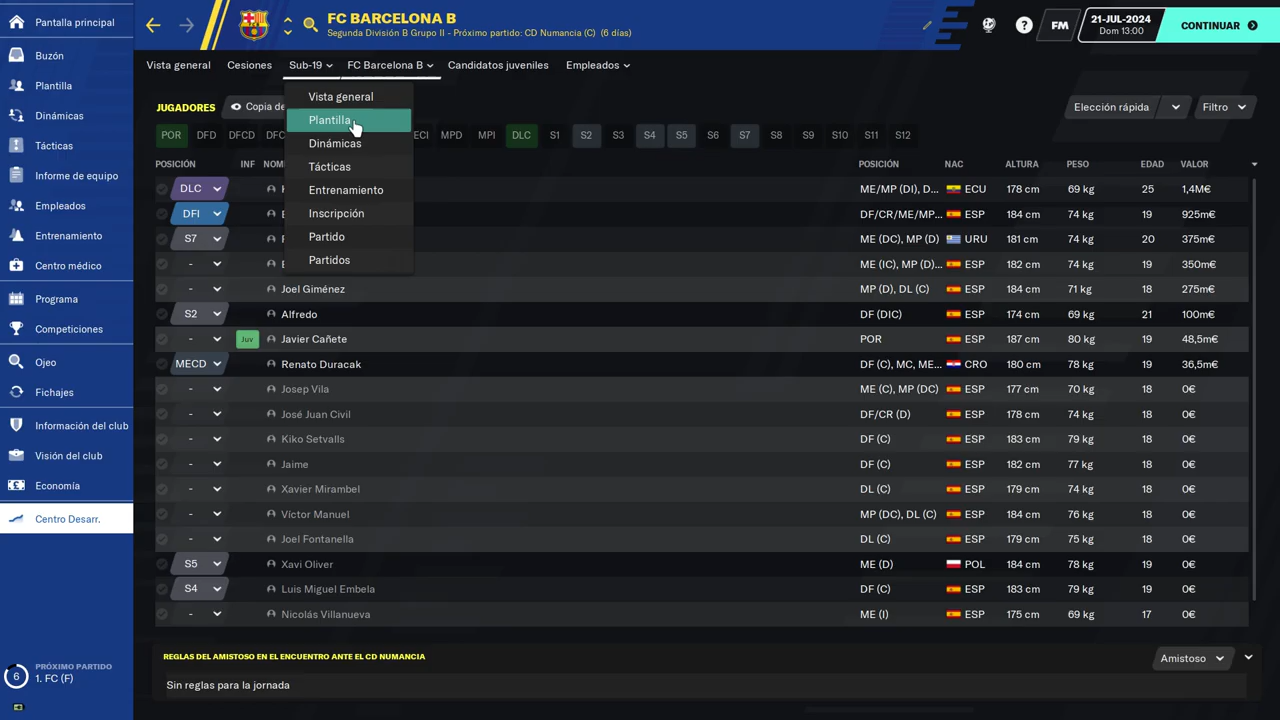 Pantalla principal
Buzón
Plantilla
Dinámicas
Tácticas
Informe de equipo
Empleados
Entrenamiento
Centro médico
Programa
Competiciones
Ojeo
Fichajes
Información del club
Visión del club
Economía
Centro Desarr.
6
PRÓXIMO PARTIDO
1. FC (F)
FC BARCELONA B
Segunda División B Grupo II - Próximo partido: CD Numancia (C) (6 días)
FM
21-JUL-2024
Dom 13:00
CONTINUAR
Vista general Cesiones Sub-19 FC Barcelona B Candidatos juveniles Empleados
Vista general
Plantilla
Dinámicas
Tácticas
Entrenamiento
Inscripción
Partido
Partidos
JUGADORES Copia de Elección rápida Filtro
POR DFD DFCD DFC ECI MPD MPI DLC S1 S2 S3 S4 S5 S6 S7 S8 S9 S10 S11 S12
POSICIÓN INF POSICIÓN NAC ALTURA PESO EDAD VALOR
DLC ME/MP (DI), D... ECU 178 cm 69 kg 25 1,4M€
DFI DF/CR/ME/MP... ESP 184 cm 74 kg 19 925m€
S7 ME (DC), MP (D) URU 181 cm 74 kg 20 375m€
- ME (IC), MP (D)... ESP 182 cm 74 kg 19 350m€
- Joel Giménez MP (D), DL (C) ESP 184 cm 71 kg 18 275m€
S2 Alfredo DF (DIC) ESP 174 cm 69 kg 21 100m€
- Juv Javier Cañete POR ESP 187 cm 80 kg 19 48,5m€
MECD Renato Duracak DF (C), MC, ME... CRO 180 cm 78 kg 19 36,5m€
- Josep Vila ME (C), MP (DC) ESP 177 cm 70 kg 18 0€
- José Juan Civil DF/CR (D) ESP 178 cm 74 kg 18 0€
- Kiko Setvalls DF (C) ESP 183 cm 79 kg 18 0€
- Jaime DF (C) ESP 182 cm 77 kg 18 0€
- Xavier Mirambel DL (C) ESP 179 cm 74 kg 18 0€
- Víctor Manuel MP (DC), DL (C) ESP 184 cm 76 kg 18 0€
- Joel Fontanella DL (C) ESP 179 cm 75 kg 18 0€
S5 Xavi Oliver ME (D) POL 184 cm 78 kg 19 0€
S4 Luis Miguel Embela DF (C) ESP 183 cm 79 kg 19 0€
- Nicolás Villanueva ME (I) ESP 175 cm 69 kg 17 0€
REGLAS DEL AMISTOSO EN EL ENCUENTRO ANTE EL CD NUMANCIA Amistoso
Sin reglas para la jornada